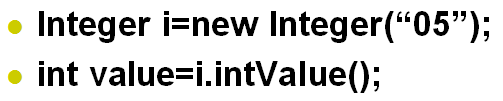 Integer i=new Integer(“05”);
int value=i.intValue();